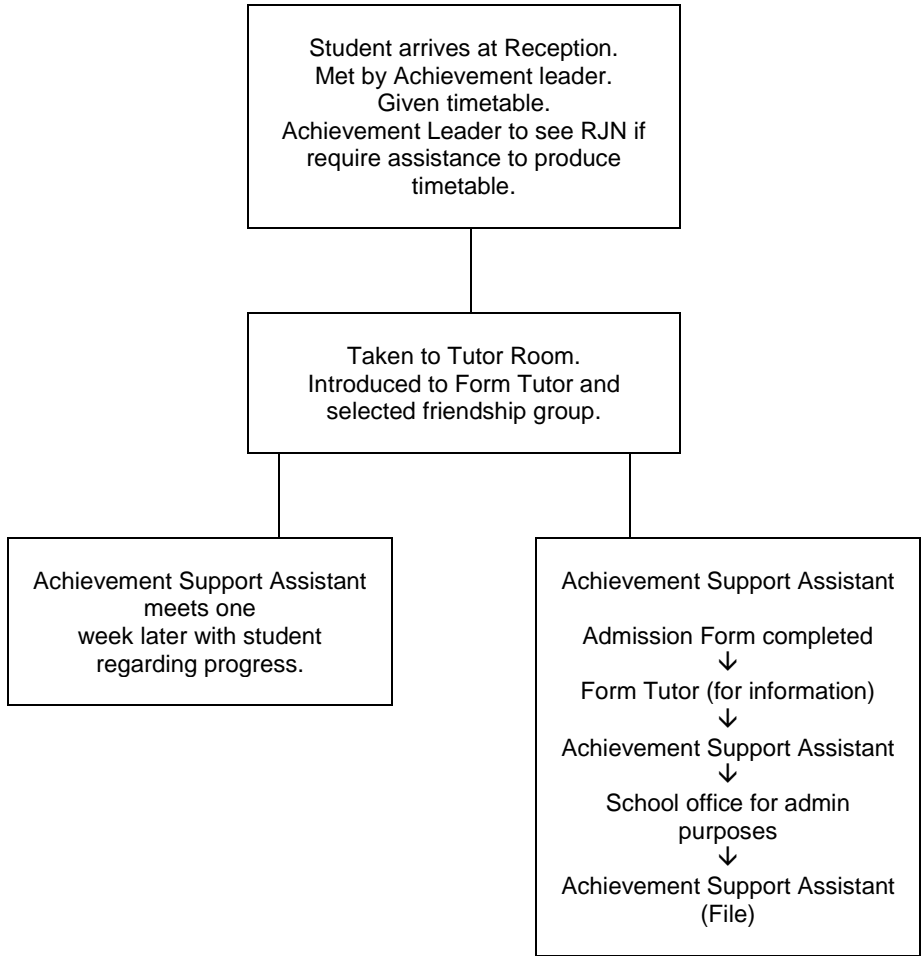 Student arrives at Reception.
Met by Achievement leader.
Given timetable.
Achievement Leader to see RJN if
require assistance to produce
timetable.
Taken to Tutor Room.
Introduced to Form Tutor and
selected friendship group.
Achievement Support Assistant
meets one
week later with student
regarding progress.
Achievement Support Assistant
Admission Form completed
↓
Form Tutor (for information)
↓
Achievement Support Assistant
↓
School office for admin
purposes
↓
Achievement Support Assistant
(File)